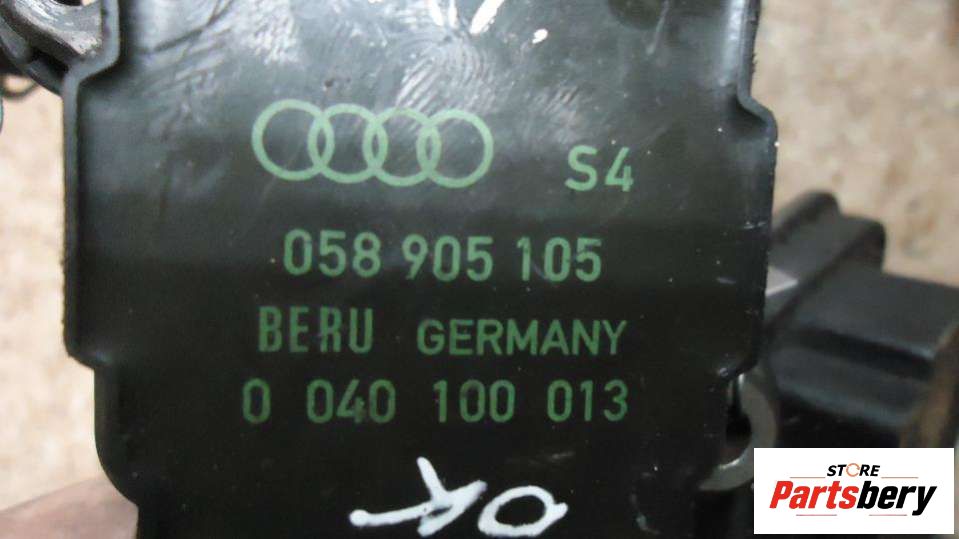 S4
058 905 105
BERU GERMANY
0 040 100 013
OK
STORE
Partsbery